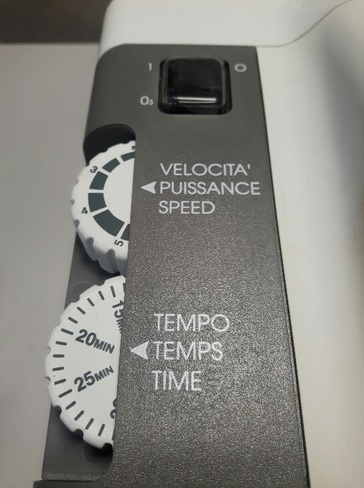 1 O
O3
VELOCITA'
PUISSANCE
SPEED
3
4
5
TEMPO
TEMPS
TIME
20MIN
25MIN